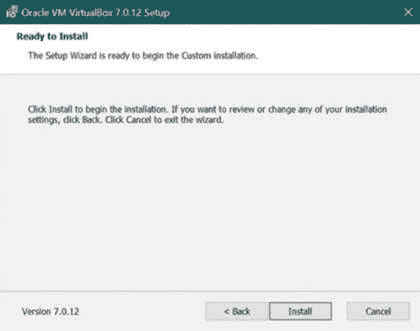 Oracle VM VirtualBox 7.0.12 Setup
Ready to Install
The Setup Wizard is ready to begin the Custom installation.
Click Install to begin the installation. If you want to review or change any of your installation
settings, click Back. Click Cancel to exit the wizard.
Version 7.0.12
< Back
Install
Cancel